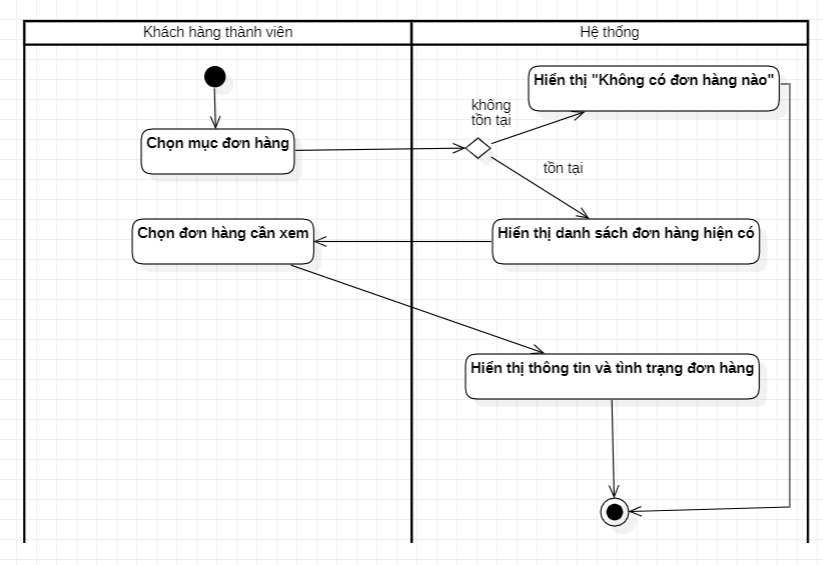 Khách hàng thành viên
Hệ thống
Hiển thị "Không có đơn hàng nào"
không
tồn tại
Chọn mục đơn hàng
tồn tại
Chọn đơn hàng cần xem
Hiển thị danh sách đơn hàng hiện có
Hiển thị thông tin và tình trạng đơn hàng